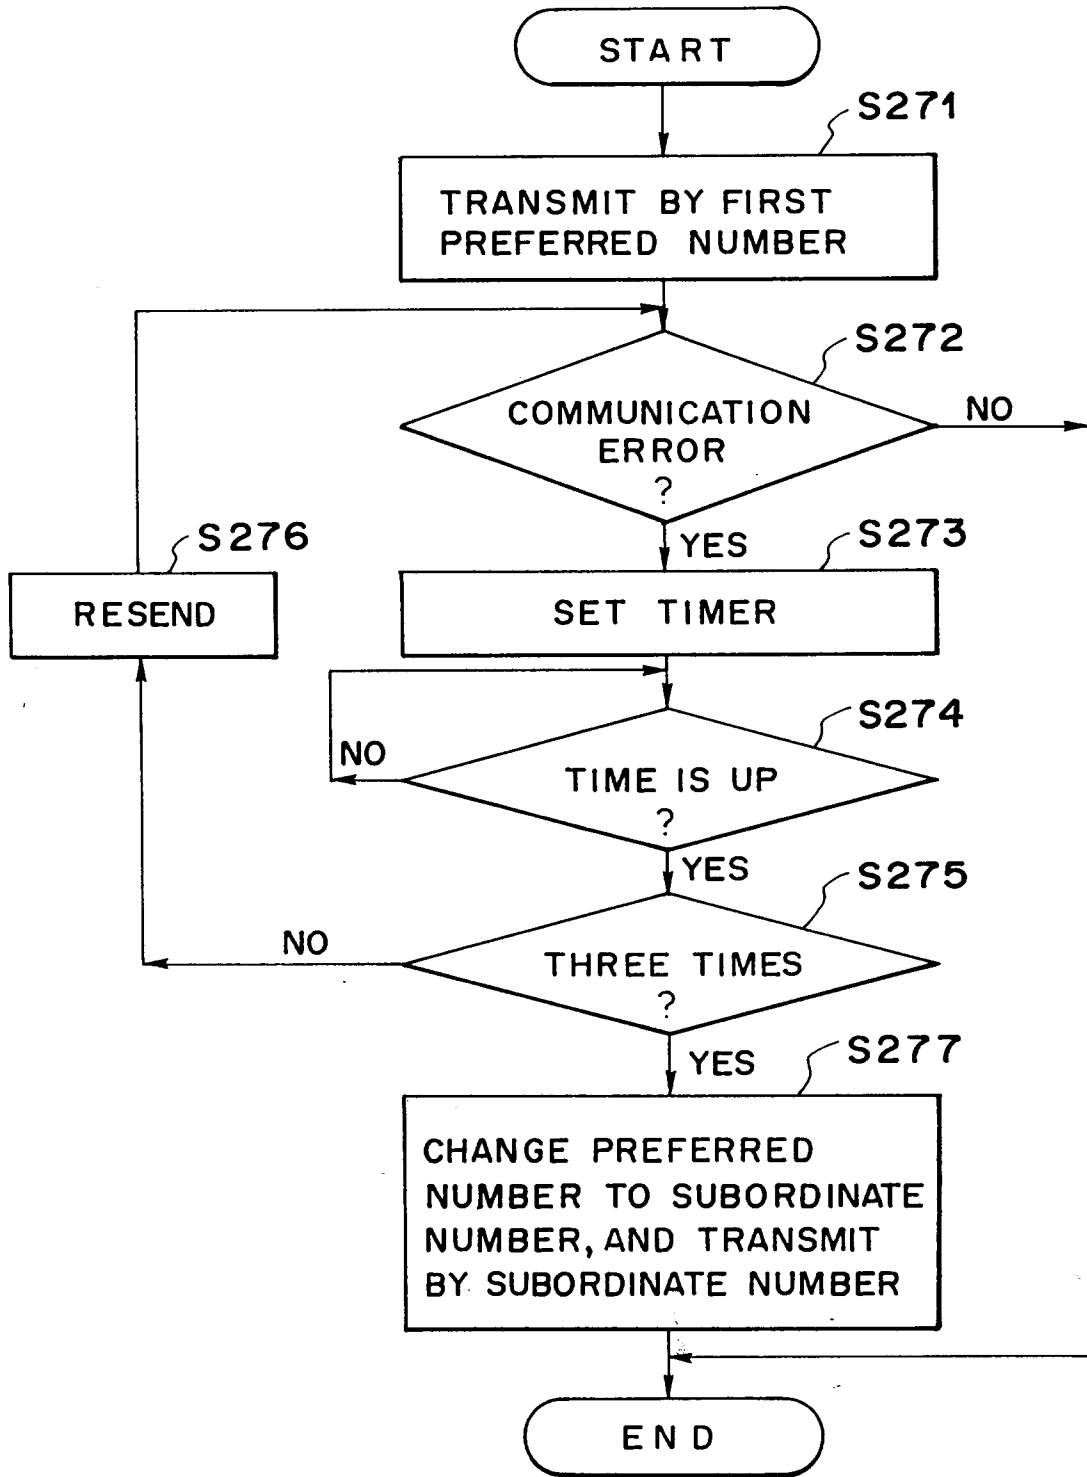 START
S271
TRANSMIT BY FIRST
PREFERRED NUMBER
S272
COMMUNICATION
ERROR
?
NO
YES
S273
SET TIMER
S276
RESEND
S274
TIME IS UP
?
NO
YES
S275
THREE TIMES
?
NO
YES
S277
CHANGE PREFERRED
NUMBER TO SUBORDINATE
NUMBER, AND TRANSMIT
BY SUBORDINATE NUMBER
END